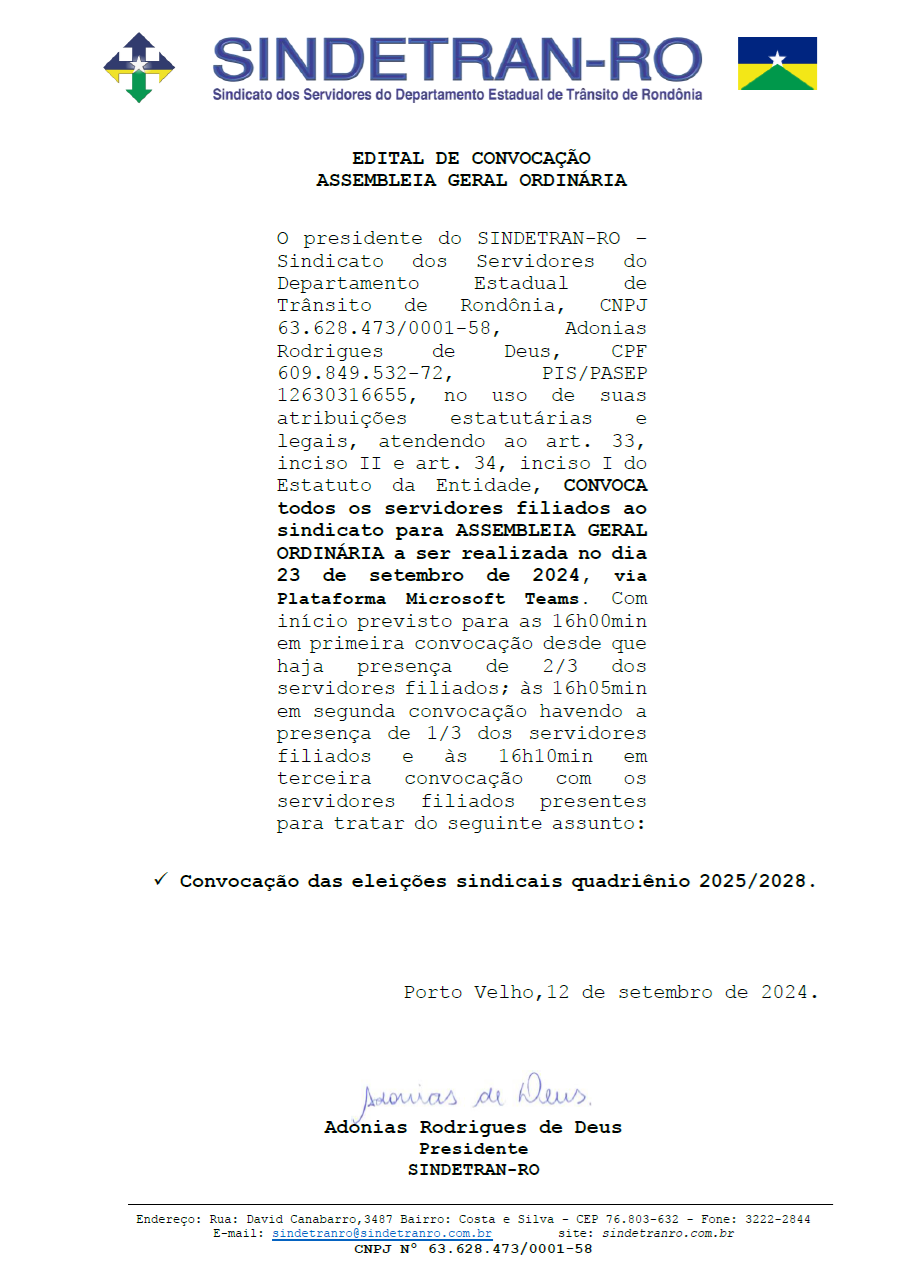 SINDETRAN-RO
Sindicato dos Servidores do Departamento Estadual de Trânsito de Rondônia
EDITAL DE CONVOCAÇÃO
ASSEMBLEIA GERAL ORDINÁRIA
O presidente do SINDETRAN-RO –
Sindicato dos Servidores do
Departamento Estadual de
Trânsito de Rondônia, CNPJ
63.628.473/0001-58, Adonias
Rodrigues de Deus, CPF
609.849.532-72, PIS/PASEP
12630316655, no uso de suas
atribuições estatutárias e
legais, atendendo ao art. 33,
inciso II e art. 34, inciso I do
Estatuto da Entidade, CONVOCA
todos os servidores filiados ao
sindicato para ASSEMBLEIA GERAL
ORDINÁRIA a ser realizada no dia
23 de setembro de 2024, via
Plataforma Microsoft Teams. Com
início previsto para as 16h00min
em primeira convocação desde que
haja presença de 2/3 dos
servidores filiados; às 16h05min
em segunda convocação havendo a
presença de 1/3 dos servidores
filiados e às 16h10min em
terceira convocação com os
servidores filiados presentes
para tratar do seguinte assunto:
✓ Convocação das eleições sindicais quadriênio 2025/2028.
Porto Velho,12 de setembro de 2024.
Adonias de Deus.
Adonias Rodrigues de Deus
Presidente
SINDETRAN-RO
Endereço: Rua: David Canabarro,3487 Bairro: Costa e Silva - CEP 76.803-632 - Fone: 3222-2844
E-mail: sindetranro@sindetranro.com.br site: sindetranro.com.br
CNPJ N° 63.628.473/0001-58